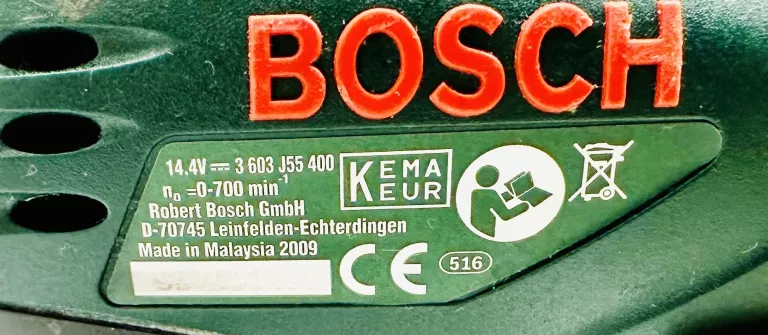 BOSCH
14.4V ⎓ 3 603 J55 400
n₀ =0-700 min⁻¹
Robert Bosch GmbH
D-70745 Leinfelden-Echterdingen
Made in Malaysia 2009
KEMA
KEUR
CE
516